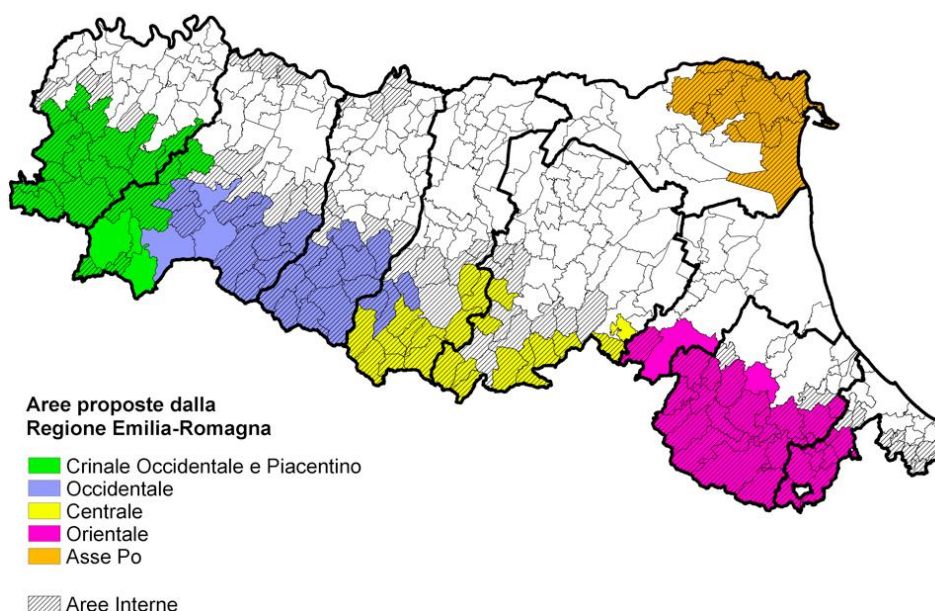 Aree proposte dalla
Regione Emilia-Romagna
Crinale Occidentale e Piacentino
Occidentale
Centrale
Orientale
Asse Po
Aree Interne